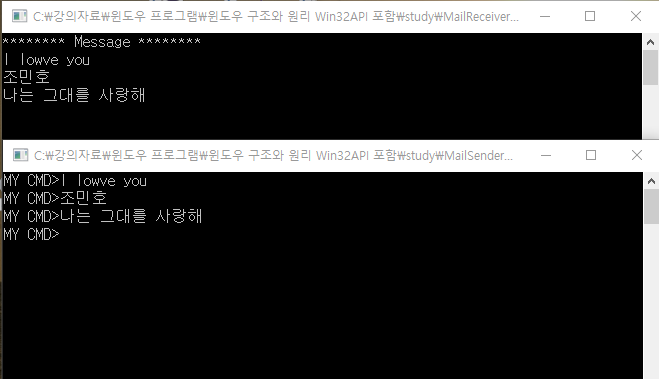 C:₩강의자료₩윈도우 프로그램₩윈도우 구조와 원리 Win32API 포함₩study₩MailReceiver...
******** Message ********
I lowve you
조민호
나는 그대를 사랑해
C:₩강의자료₩윈도우 프로그램₩윈도우 구조와 원리 Win32API 포함₩study₩MailSender...
MY CMD>I lowve you
MY CMD>조민호
MY CMD>나는 그대를 사랑해
MY CMD>